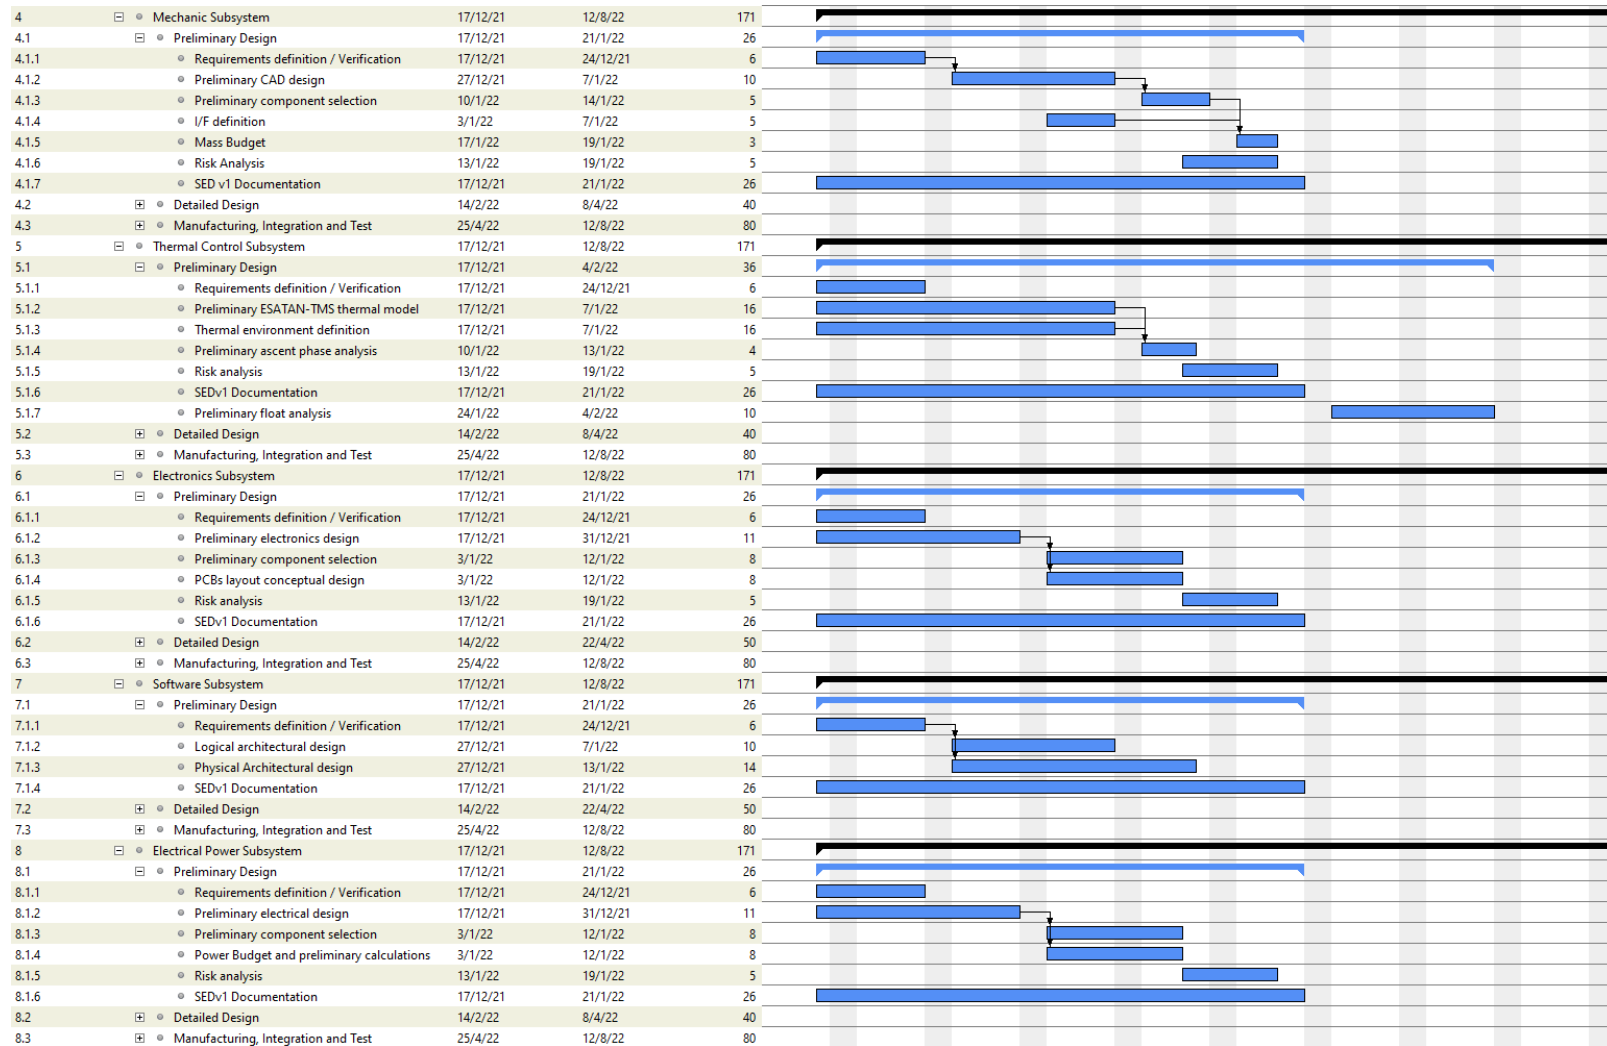 4 Mechanic Subsystem 17/12/21 12/8/22 171
4.1 Preliminary Design 17/12/21 21/1/22 26
4.1.1 Requirements definition / Verification 17/12/21 24/12/21 6
4.1.2 Preliminary CAD design 27/12/21 7/1/22 10
4.1.3 Preliminary component selection 10/1/22 14/1/22 5
4.1.4 I/F definition 3/1/22 7/1/22 5
4.1.5 Mass Budget 17/1/22 19/1/22 3
4.1.6 Risk Analysis 13/1/22 19/1/22 5
4.1.7 SED v1 Documentation 17/12/21 21/1/22 26
4.2 Detailed Design 14/2/22 8/4/22 40
4.3 Manufacturing, Integration and Test 25/4/22 12/8/22 80
5 Thermal Control Subsystem 17/12/21 12/8/22 171
5.1 Preliminary Design 17/12/21 4/2/22 36
5.1.1 Requirements definition / Verification 17/12/21 24/12/21 6
5.1.2 Preliminary ESATAN-TMS thermal model 17/12/21 7/1/22 16
5.1.3 Thermal environment definition 17/12/21 7/1/22 16
5.1.4 Preliminary ascent phase analysis 10/1/22 13/1/22 4
5.1.5 Risk analysis 13/1/22 19/1/22 5
5.1.6 SEDv1 Documentation 17/12/21 21/1/22 26
5.1.7 Preliminary float analysis 24/1/22 4/2/22 10
5.2 Detailed Design 14/2/22 8/4/22 40
5.3 Manufacturing, Integration and Test 25/4/22 12/8/22 80
6 Electronics Subsystem 17/12/21 12/8/22 171
6.1 Preliminary Design 17/12/21 21/1/22 26
6.1.1 Requirements definition / Verification 17/12/21 24/12/21 6
6.1.2 Preliminary electronics design 17/12/21 31/12/21 11
6.1.3 Preliminary component selection 3/1/22 12/1/22 8
6.1.4 PCBs layout conceptual design 3/1/22 12/1/22 8
6.1.5 Risk analysis 13/1/22 19/1/22 5
6.1.6 SEDv1 Documentation 17/12/21 21/1/22 26
6.2 Detailed Design 14/2/22 22/4/22 50
6.3 Manufacturing, Integration and Test 25/4/22 12/8/22 80
7 Software Subsystem 17/12/21 12/8/22 171
7.1 Preliminary Design 17/12/21 21/1/22 26
7.1.1 Requirements definition / Verification 17/12/21 24/12/21 6
7.1.2 Logical architectural design 27/12/21 7/1/22 10
7.1.3 Physical Architectural design 27/12/21 13/1/22 14
7.1.4 SEDv1 Documentation 17/12/21 21/1/22 26
7.2 Detailed Design 14/2/22 22/4/22 50
7.3 Manufacturing, Integration and Test 25/4/22 12/8/22 80
8 Electrical Power Subsystem 17/12/21 12/8/22 171
8.1 Preliminary Design 17/12/21 21/1/22 26
8.1.1 Requirements definition / Verification 17/12/21 24/12/21 6
8.1.2 Preliminary electrical design 17/12/21 31/12/21 11
8.1.3 Preliminary component selection 3/1/22 12/1/22 8
8.1.4 Power Budget and preliminary calculations 3/1/22 12/1/22 8
8.1.5 Risk analysis 13/1/22 19/1/22 5
8.1.6 SEDv1 Documentation 17/12/21 21/1/22 26
8.2 Detailed Design 14/2/22 8/4/22 40
8.3 Manufacturing, Integration and Test 25/4/22 12/8/22 80